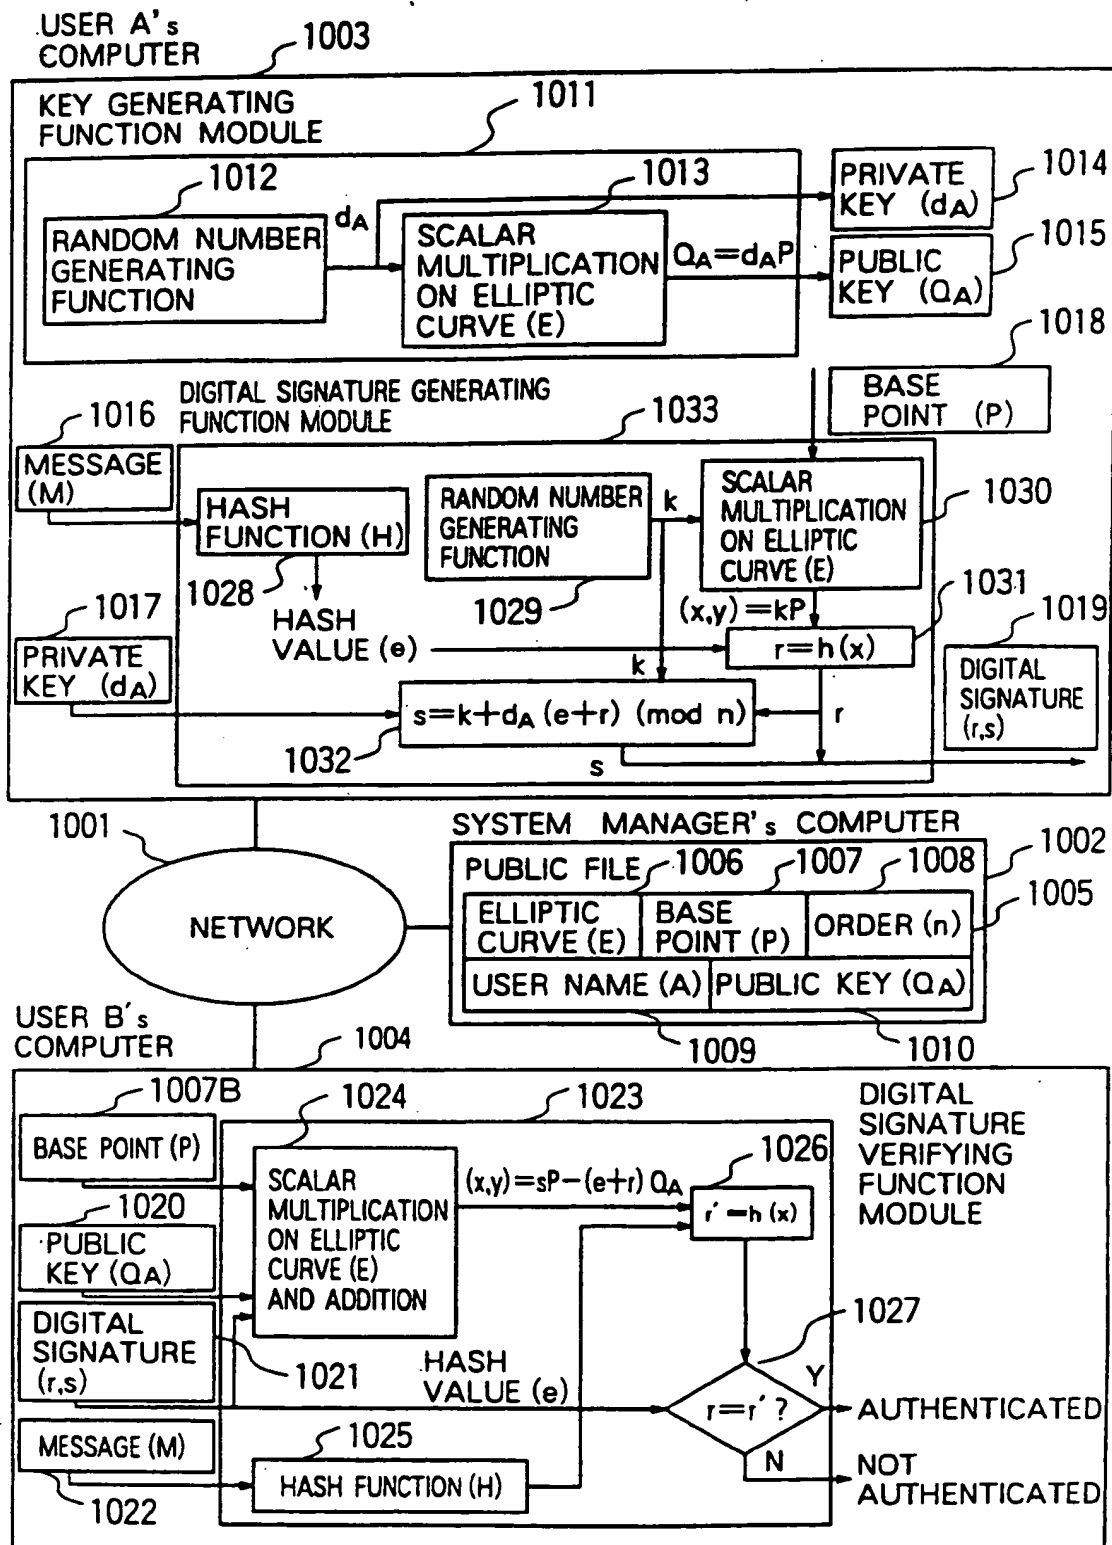 USER A's
COMPUTER
1003
KEY GENERATING
FUNCTION MODULE
1011
1012
1013
1014
RANDOM NUMBER
GENERATING
FUNCTION
dA
SCALAR
MULTIPLICATION
ON ELLIPTIC
CURVE (E)
QA=dAP
PRIVATE
KEY (dA)
1015
PUBLIC
KEY (QA)
1018
BASE
POINT (P)
DIGITAL SIGNATURE GENERATING
FUNCTION MODULE
1033
1016
MESSAGE
(M)
HASH
FUNCTION (H)
1028
HASH
VALUE (e)
RANDOM NUMBER
GENERATING
FUNCTION
1029
k
k
SCALAR
MULTIPLICATION
ON ELLIPTIC
CURVE (E)
1030
(x,y)=kP
1031
r=h(x)
1017
PRIVATE
KEY (dA)
s=k+dA (e+r) (mod n)
1032
r
s
1019
DIGITAL
SIGNATURE
(r,s)
1001
NETWORK
SYSTEM MANAGER's COMPUTER
1002
PUBLIC FILE
1006
1007
1008
1005
ELLIPTIC
CURVE (E)
BASE
POINT (P)
ORDER (n)
USER NAME (A)
PUBLIC KEY (QA)
1009
1010
USER B's
COMPUTER
1004
1007B
1024
1023
DIGITAL
SIGNATURE
VERIFYING
FUNCTION
MODULE
BASE POINT (P)
1020
PUBLIC
KEY (QA)
DIGITAL
SIGNATURE
(r,s)
1021
MESSAGE (M)
1022
SCALAR
MULTIPLICATION
ON ELLIPTIC
CURVE (E)
AND ADDITION
(x,y)=sP-(e+r) QA
1026
r'=h (x)
1027
HASH
VALUE (e)
1025
HASH FUNCTION (H)
r=r' ?
Y
AUTHENTICATED
N
NOT
AUTHENTICATED